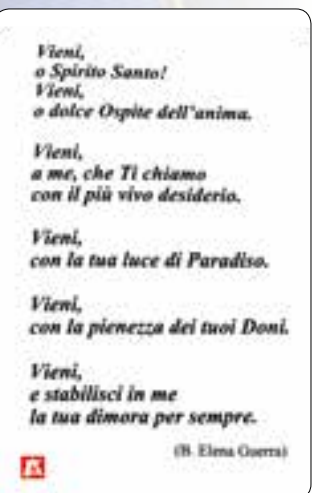 Vieni,
o Spirito Santo!
Vieni,
o dolce Ospite dell'anima.
Vieni,
a me, che Ti chiamo
con il più vivo desiderio.
Vieni,
con la tua luce di Paradiso.
Vieni,
con la pienezza dei tuoi Doni.
Vieni,
e stabilisci in me
la tua dimora per sempre.
(B. Elena Guerra)